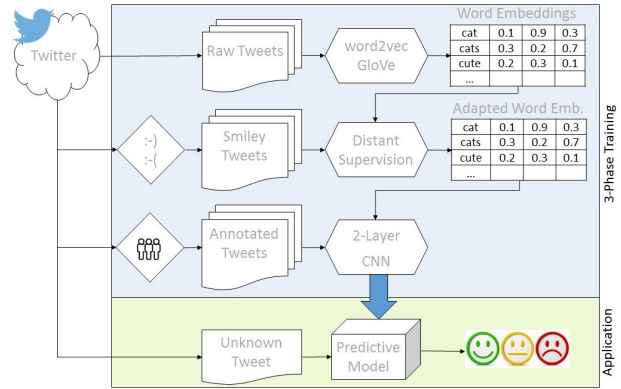 Twitter
Raw Tweets
word2vec
GloVe
Word Embeddings
cat 0.1 0.9 0.3
cats 0.3 0.2 0.7
cute 0.2 0.3 0.1
...
:-)
:-(
Smiley
Tweets
Distant
Supervision
Adapted Word Emb.
cat 0.1 0.9 0.3
cats 0.3 0.2 0.7
cute 0.2 0.3 0.1
...
Annotated
Tweets
2-Layer
CNN
3-Phase Training
Unknown
Tweet
Predictive
Model
Application